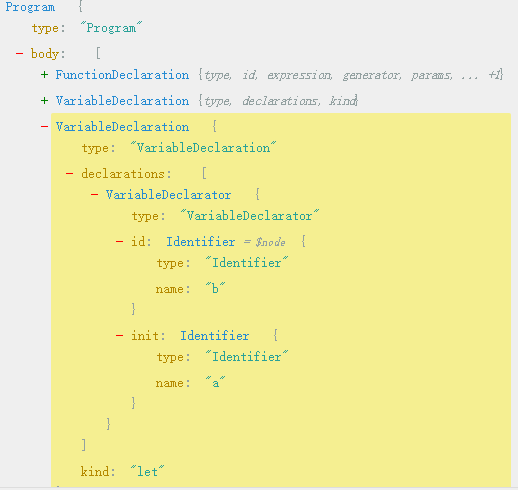 Program {
type: "Program"
- body: [
+ FunctionDeclaration {type, id, expression, generator, params, ... +1}
+ VariableDeclaration {type, declarations, kind}
- VariableDeclaration {
type: "VariableDeclaration"
- declarations: [
- VariableDeclarator {
type: "VariableDeclarator"
- id: Identifier = $node {
type: "Identifier"
name: "b"
}
- init: Identifier {
type: "Identifier"
name: "a"
}
}
]
kind: "let"